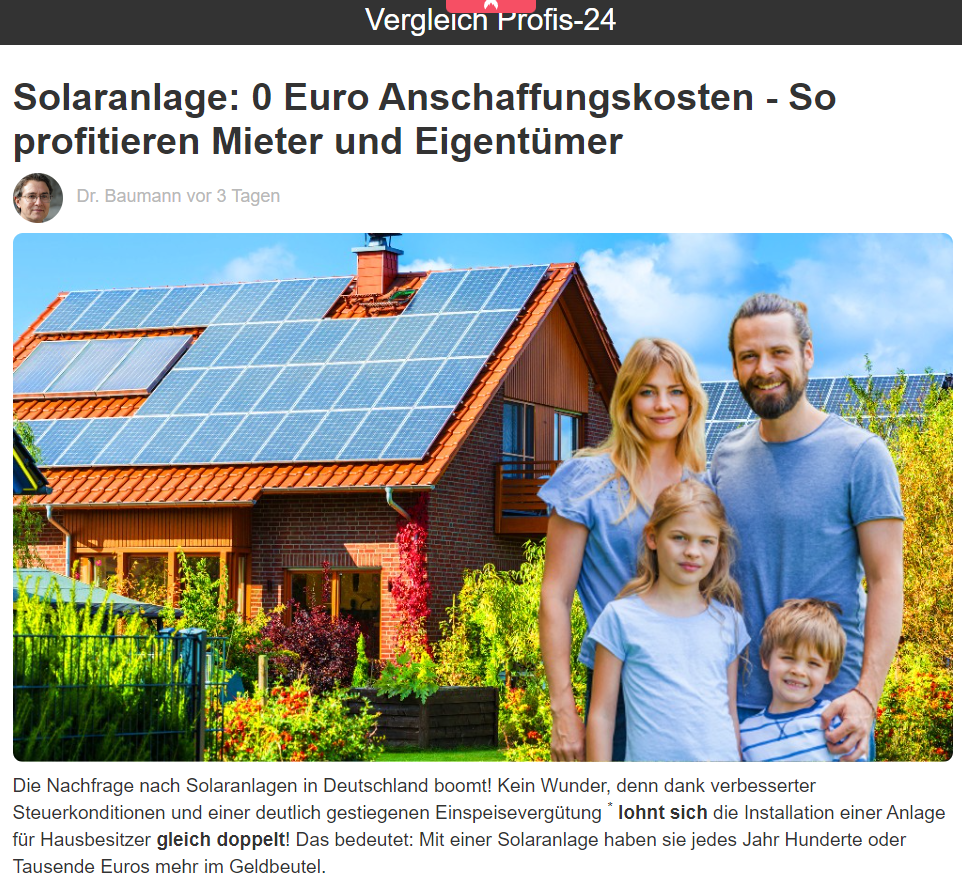 Vergleich Profis-24
Solaranlage: 0 Euro Anschaffungskosten - So
profitieren Mieter und Eigentümer
Dr. Baumann vor 3 Tagen
Die Nachfrage nach Solaranlagen in Deutschland boomt! Kein Wunder, denn dank verbesserter
Steuerkonditionen und einer deutlich gestiegenen Einspeisevergütung * lohnt sich die Installation einer Anlage
für Hausbesitzer gleich doppelt! Das bedeutet: Mit einer Solaranlage haben sie jedes Jahr Hunderte oder
Tausende Euros mehr im Geldbeutel.